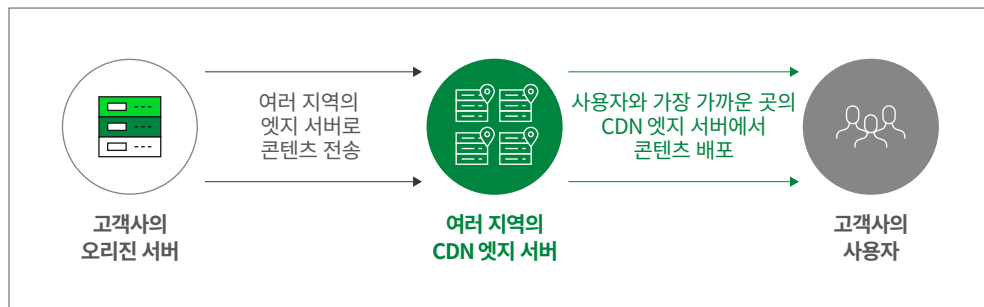 여러 지역의
엣지 서버로
콘텐츠 전송
사용자와 가장 가까운 곳의
CDN 엣지 서버에서
콘텐츠 배포
고객사의
오리진 서버
여러 지역의
CDN 엣지 서버
고객사의
사용자